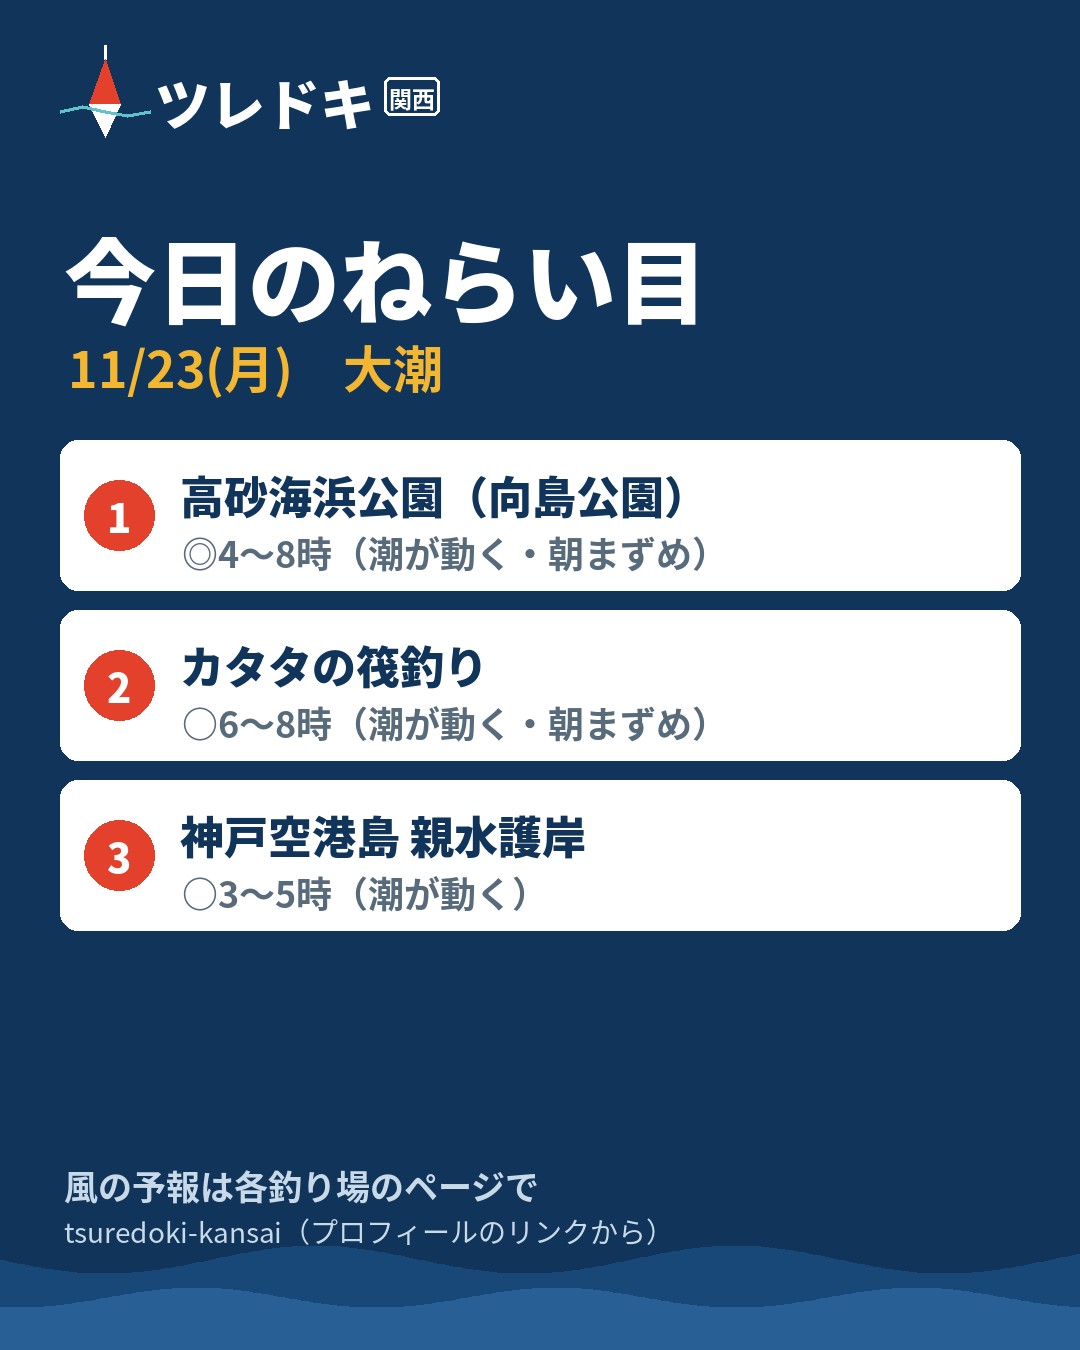 ツレドキ 関西
今日のねらい目
11/23(月)　大潮
1 高砂海浜公園（向島公園）
◎4〜8時（潮が動く・朝まずめ）
2 カタタの筏釣り
○6〜8時（潮が動く・朝まずめ）
3 神戸空港島 親水護岸
○3〜5時（潮が動く）
風の予報は各釣り場のページで
tsuredoki-kansai（プロフィールのリンクから）